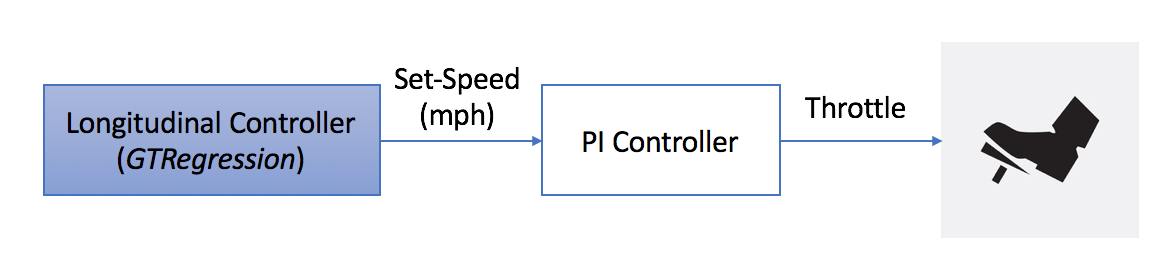 Longitudinal Controller
(GTRegression)
Set-Speed
(mph)
PI Controller
Throttle